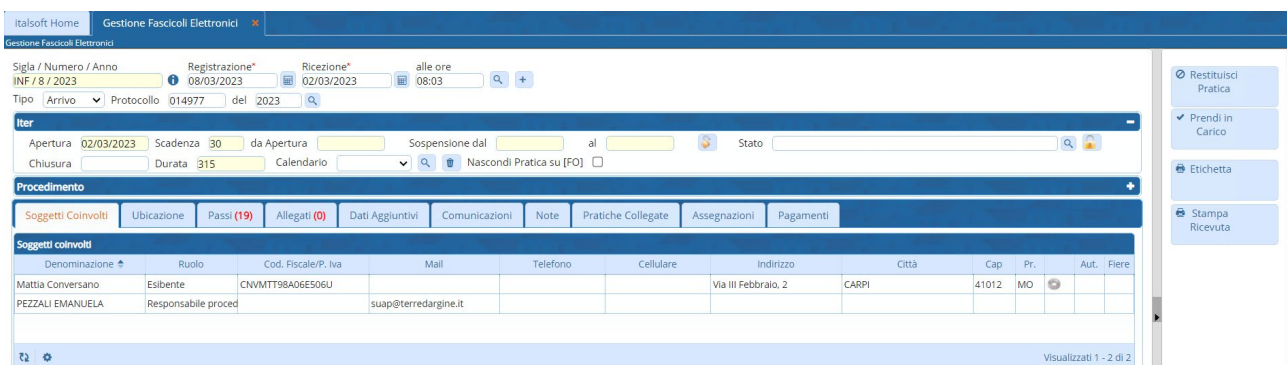 italsoft Home Gestione Fascicoli Elettronici ×
Gestione Fascicoli Elettronici
Sigla / Numero / Anno Registrazione* Ricezione* alle ore
INF / 8 / 2023 08/03/2023 02/03/2023 08:03
Tipo Arrivo Protocollo 014977 del 2023
Iter
Apertura 02/03/2023 Scadenza 30 da Apertura Sospensione dal al Stato
Chiusura Durata 315 Calendario Nascondi Pratica su [FO]
Procedimento
Soggetti Coinvolti Ubicazione Passi (19) Allegati (0) Dati Aggiuntivi Comunicazioni Note Pratiche Collegate Assegnazioni Pagamenti
Soggetti coinvolti
Denominazione Ruolo Cod. Fiscale/P. Iva Mail Telefono Cellulare Indirizzo Città Cap Pr. Aut. Fiere
Mattia Conversano Esibente CNVMTT98A06E506U Via III Febbraio, 2 CARPI 41012 MO
PEZZALI EMANUELA Responsabile proced suap@terredargine.it
Visualizzati 1 - 2 di 2
Restituisci
Pratica
Prendi in
Carico
Etichetta
Stampa
Ricevuta